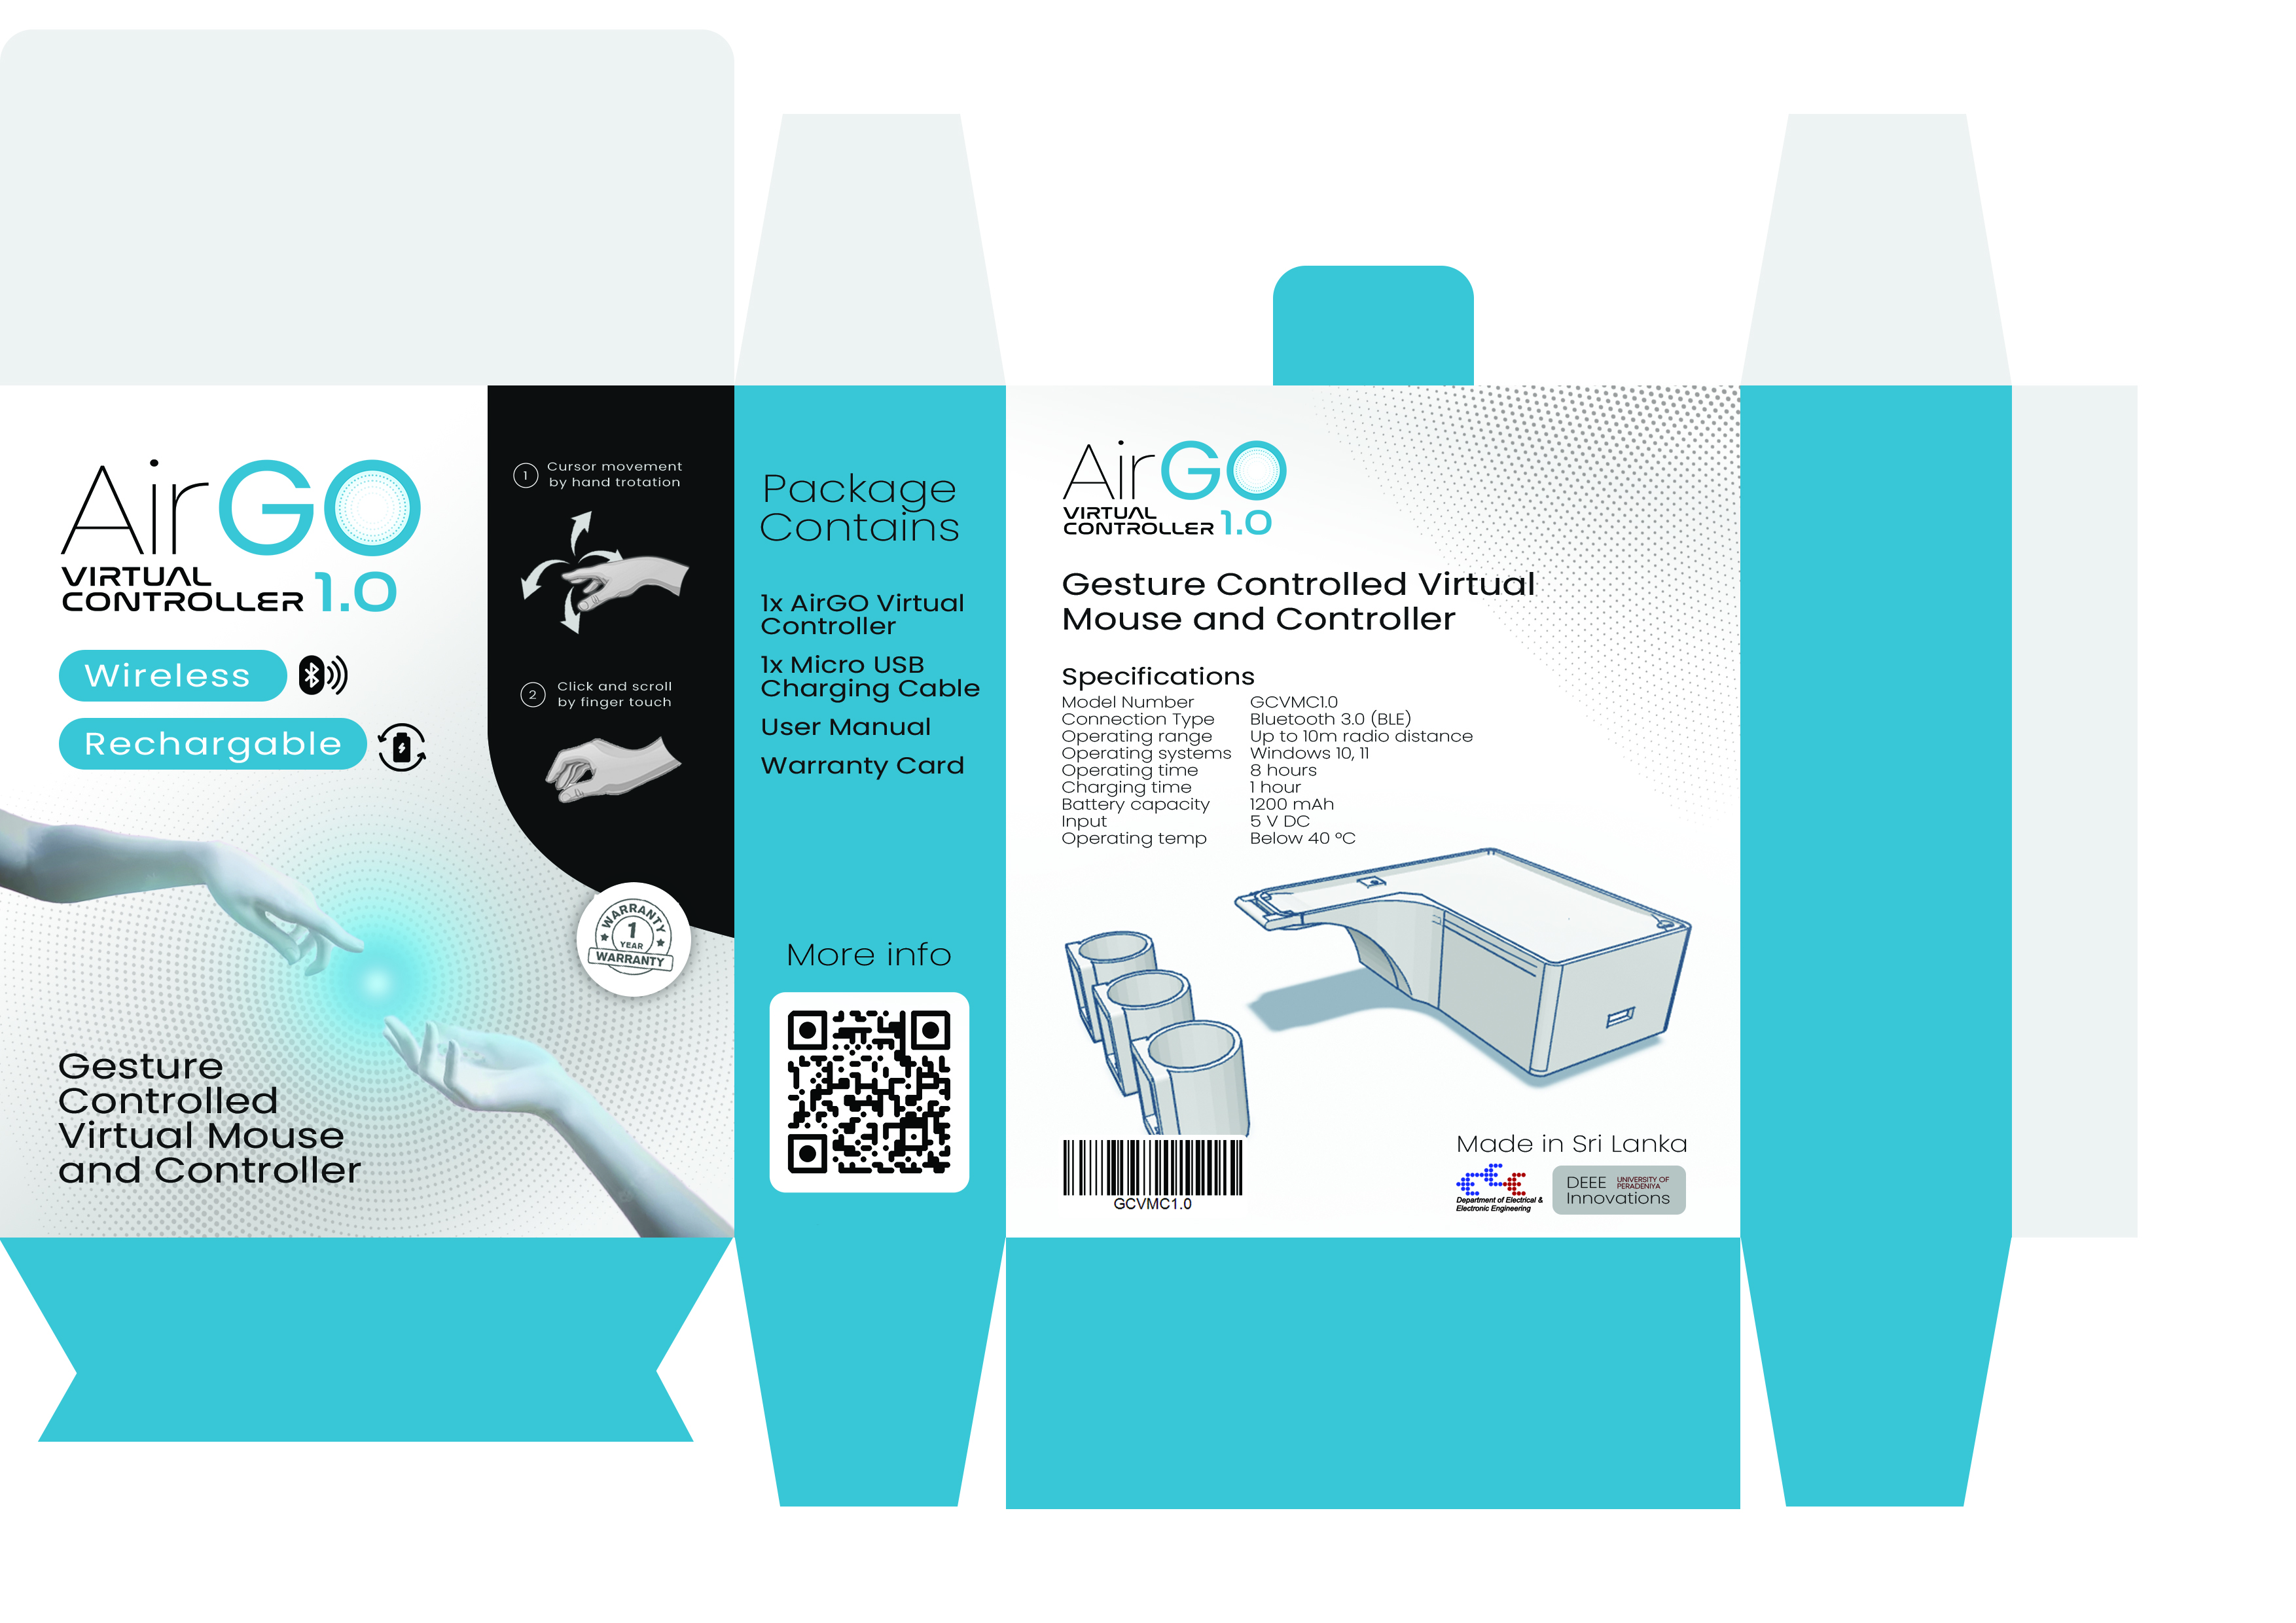 AirGO
VIRTUAL
CONTROLLER 1.0
Wireless
Rechargable
Gesture
Controlled
Virtual Mouse
and Controller
1
Cursor movement
by hand trotation
2
Click and scroll
by finger touch
WARRANTY
1
YEAR
WARRANTY
Package
Contains
1x AirGO Virtual
Controller
1x Micro USB
Charging Cable
User Manual
Warranty Card
More info
AirGO
VIRTUAL
CONTROLLER 1.0
Gesture Controlled Virtual
Mouse and Controller
Specifications
Model Number GCVMC1.0
Connection Type Bluetooth 3.0 (BLE)
Operating range Up to 10m radio distance
Operating systems Windows 10, 11
Operating time 8 hours
Charging time 1 hour
Battery capacity 1200 mAh
Input 5 V DC
Operating temp Below 40 °C
GCVMC1.0
Made in Sri Lanka
Department of Electrical &
Electronic Engineering
DEEE UNIVERSITY OF
PERADENIYA
Innovations